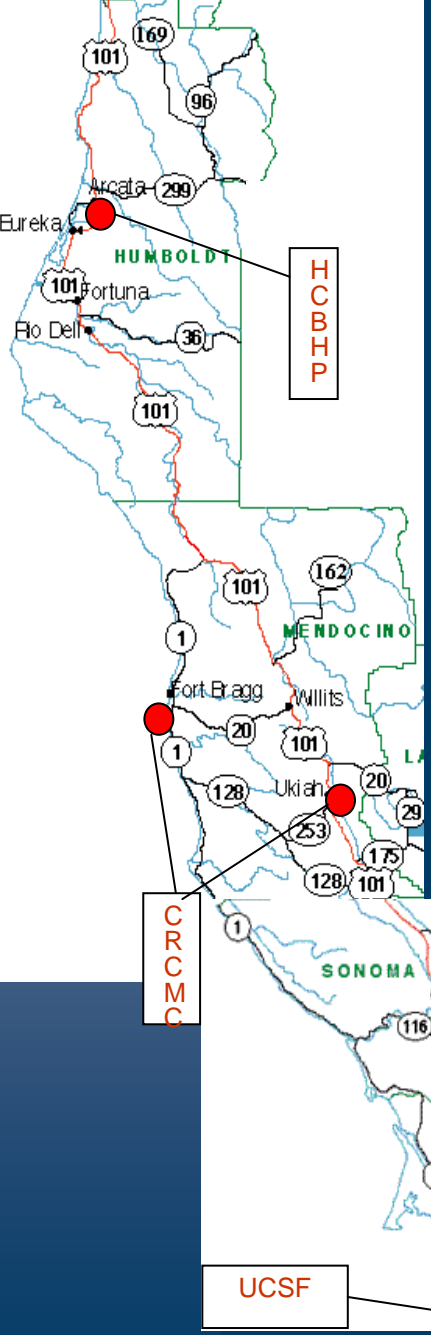 169
101
96
Arcata
299
Eureka
HUMBOLDT
H
C
B
H
P
101
Fortuna
Rio Dell
36
101
101
162
1
MENDOCINO
Fort Bragg
Willits
20
1
101
LA
Ukiah
20
128
29
253
175
128
101
C
R
C
M
C
1
SONOMA
116
UCSF